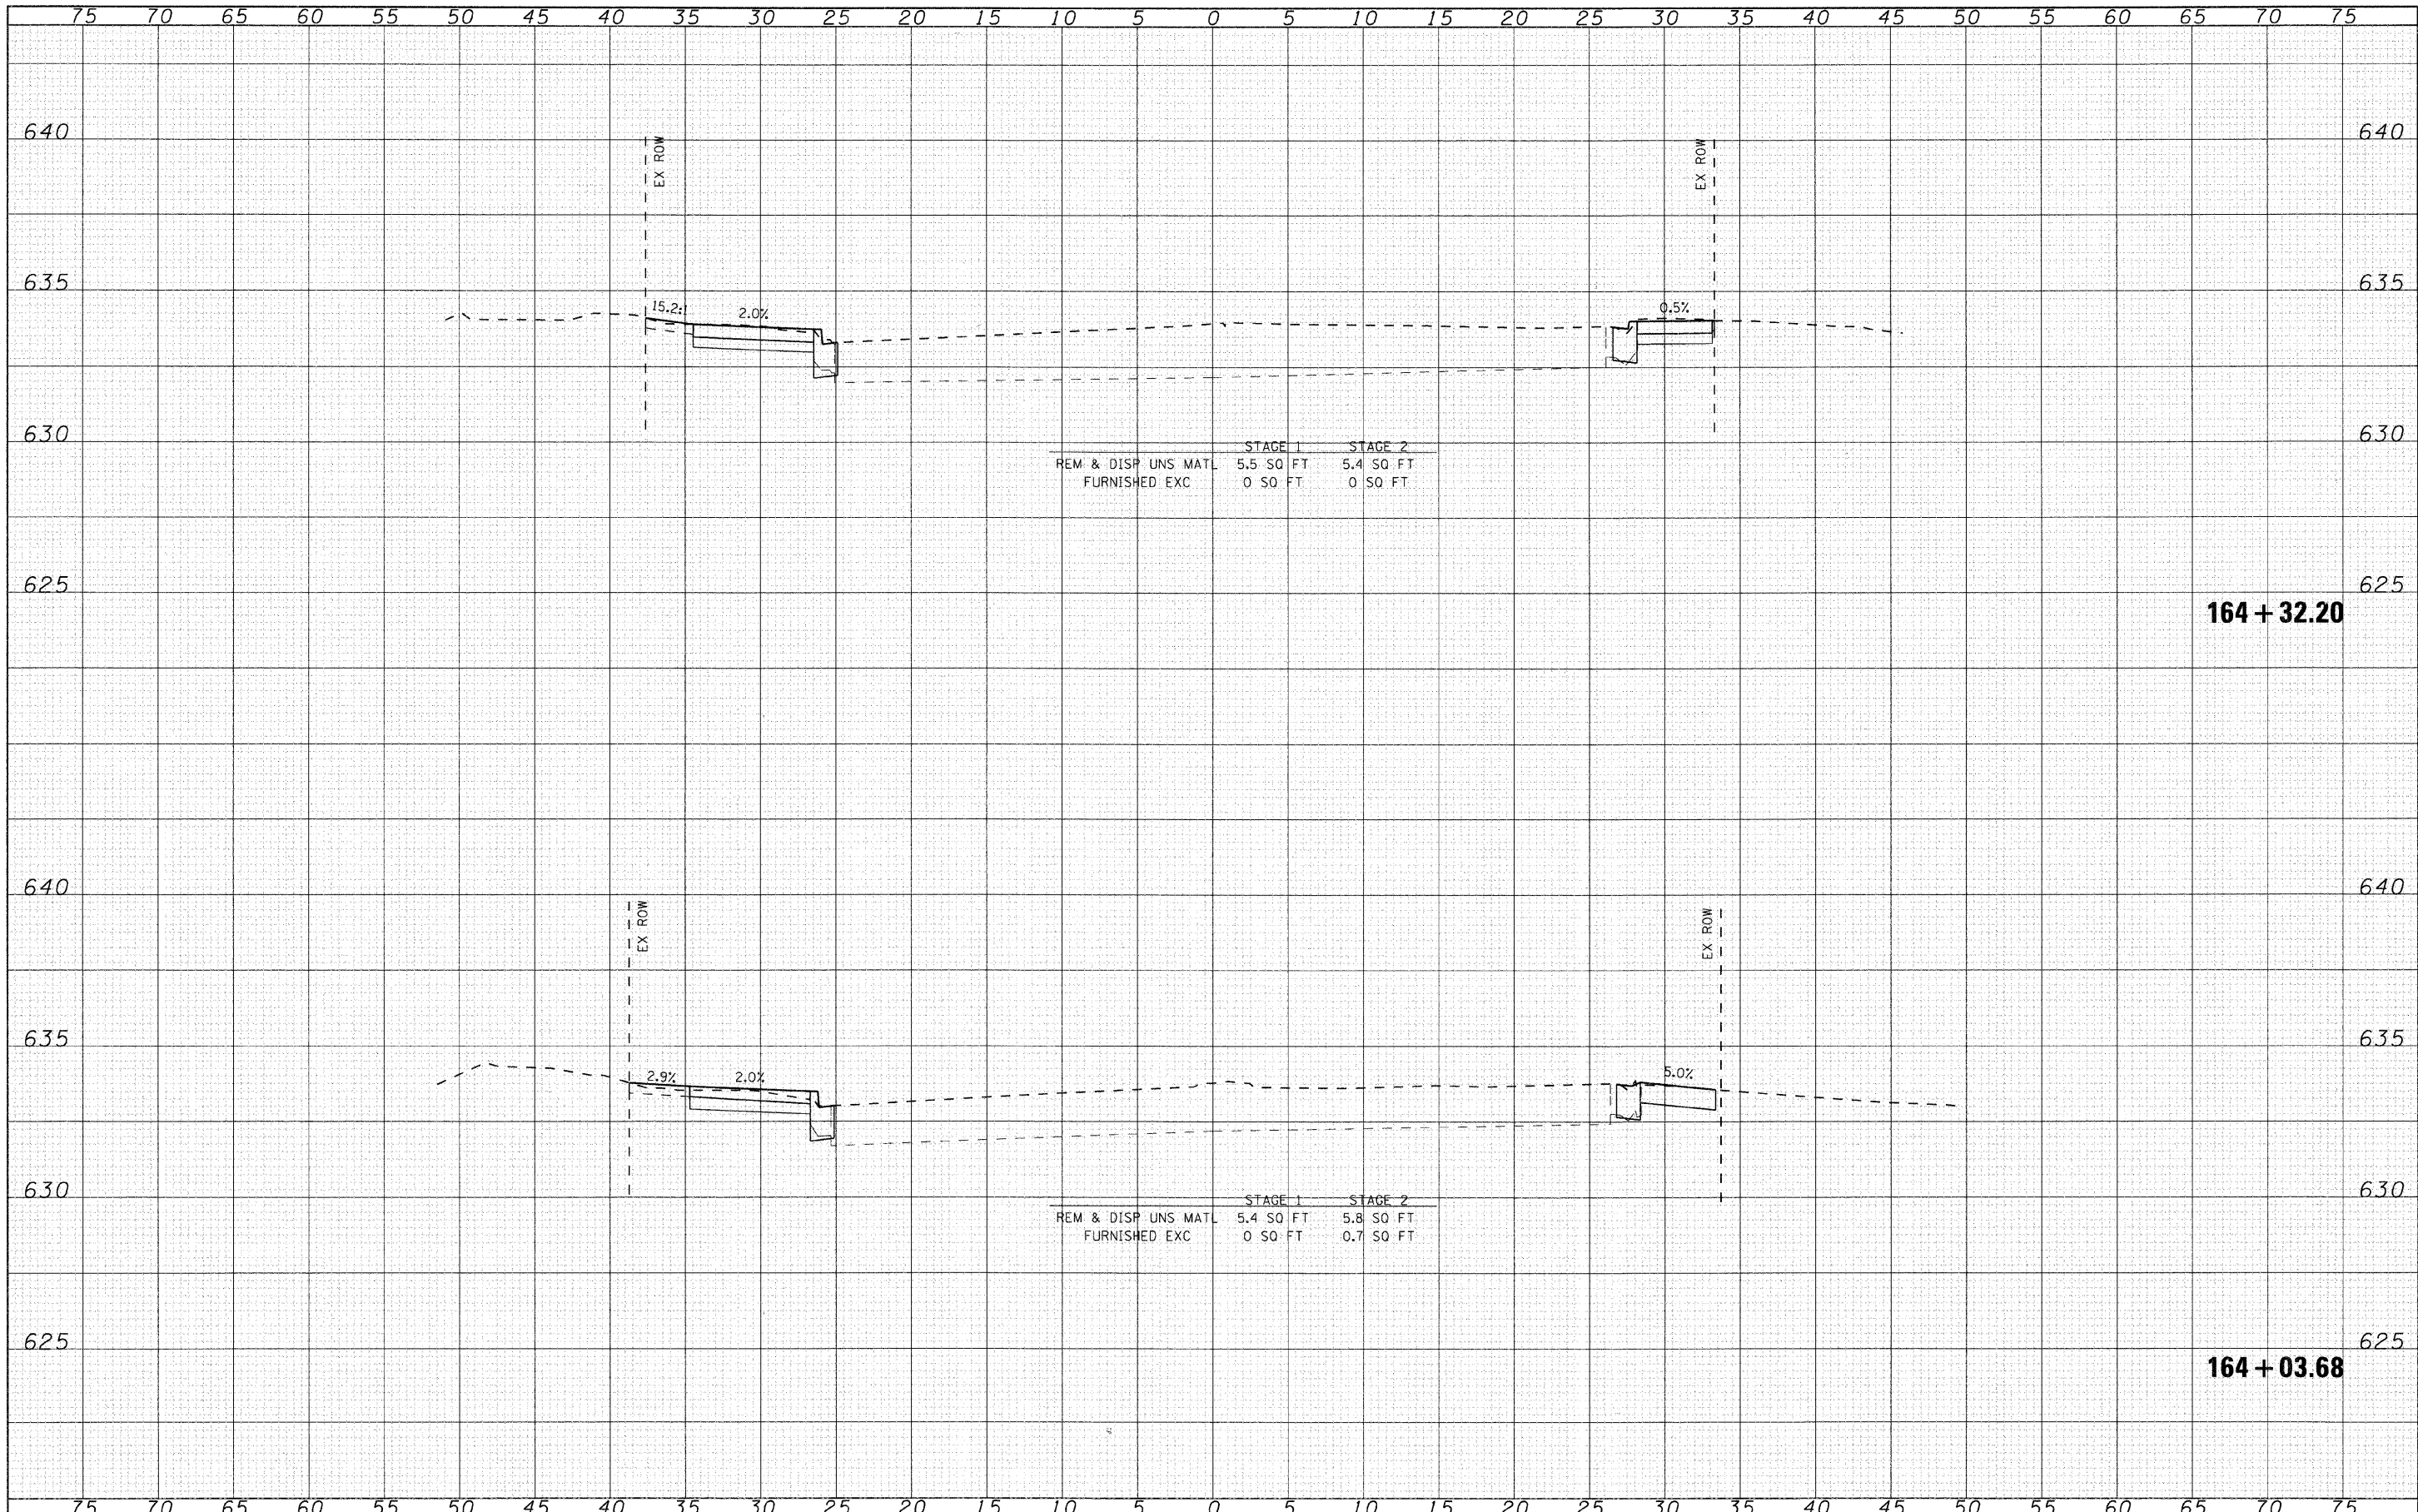 75 70 65 60 55 50 45 40 35 30 25 20 15 10 5 0 5 10 15 20 25 30 35 40 45 50 55 60 65 70 75
640 640
EX ROW EX ROW
635 635
15.2:1 2.0% 0.5%
630 630
STAGE 1 STAGE 2
REM & DISP UNS MATL 5.5 SQ FT 5.4 SQ FT
FURNISHED EXC 0 SQ FT 0 SQ FT
625 625
164+32.20
640 640
EX ROW EX ROW
635 635
2.9% 2.0% 5.0%
630 630
STAGE 1 STAGE 2
REM & DISP UNS MATL 5.4 SQ FT 5.8 SQ FT
FURNISHED EXC 0 SQ FT 0.7 SQ FT
625 625
164+03.68
75 70 65 60 55 50 45 40 35 30 25 20 15 10 5 0 5 10 15 20 25 30 35 40 45 50 55 60 65 70 75